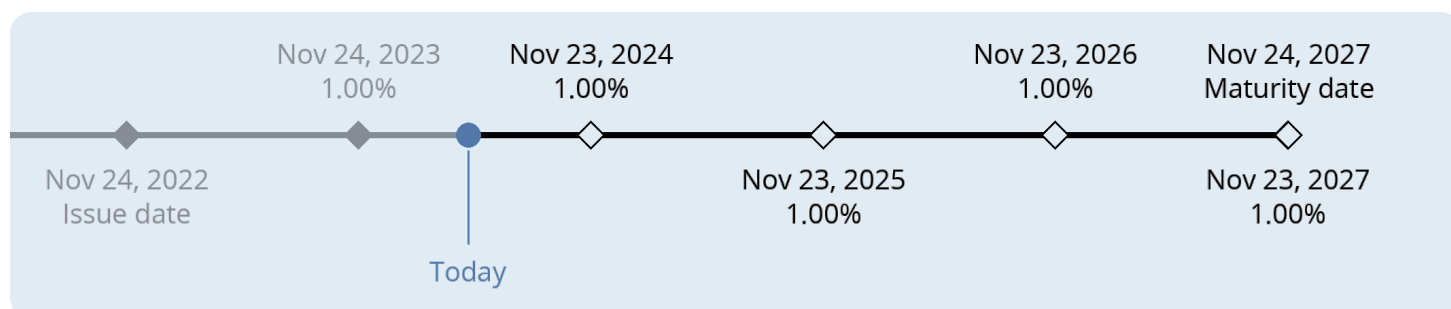 Nov 24, 2023
1.00%
Nov 23, 2024
1.00%
Nov 23, 2026
1.00%
Nov 24, 2027
Maturity date
Nov 24, 2022
Issue date
Nov 23, 2025
1.00%
Nov 23, 2027
1.00%
Today